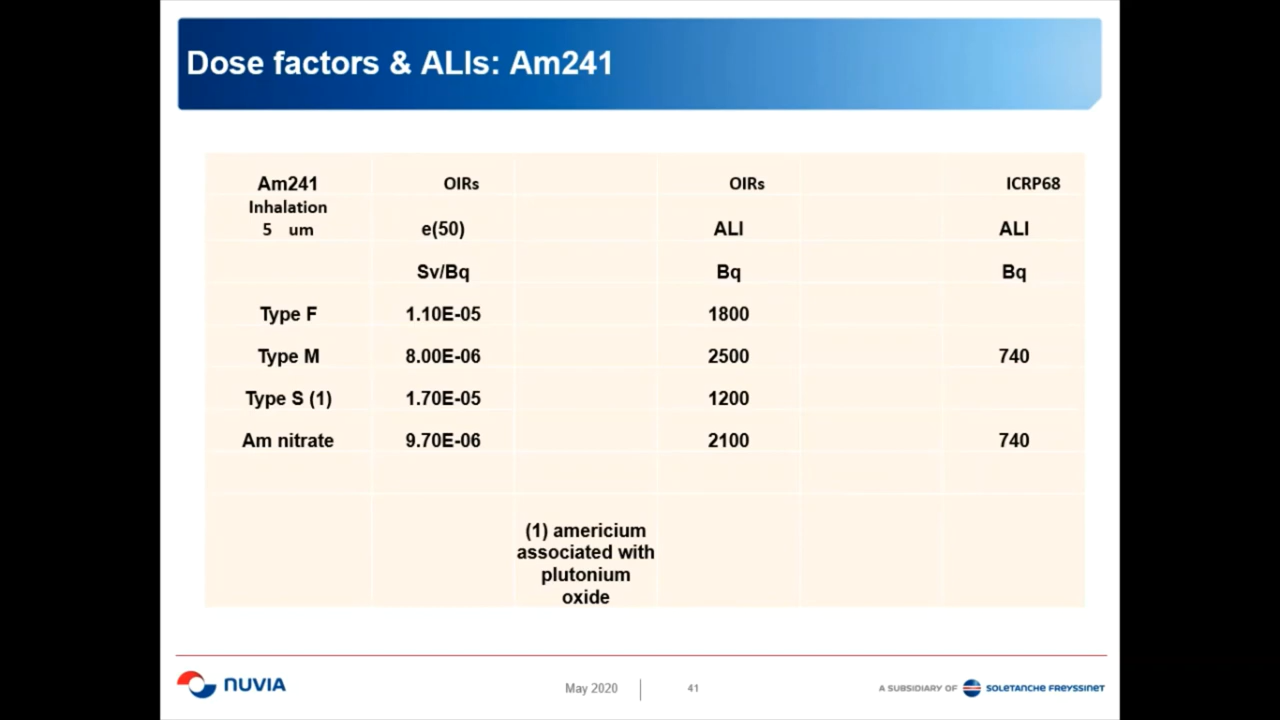 Dose factors & ALIs: Am241
Am241 OIRs OIRs ICRP68
Inhalation
5 um e(50) ALI ALI
Sv/Bq Bq Bq
Type F 1.10E-05 1800
Type M 8.00E-06 2500 740
Type S (1) 1.70E-05 1200
Am nitrate 9.70E-06 2100 740
(1) americium
associated with
plutonium
oxide
NUVIA May 2020 41 A SUBSIDIARY OF SOLETANCHE FREYSSINET